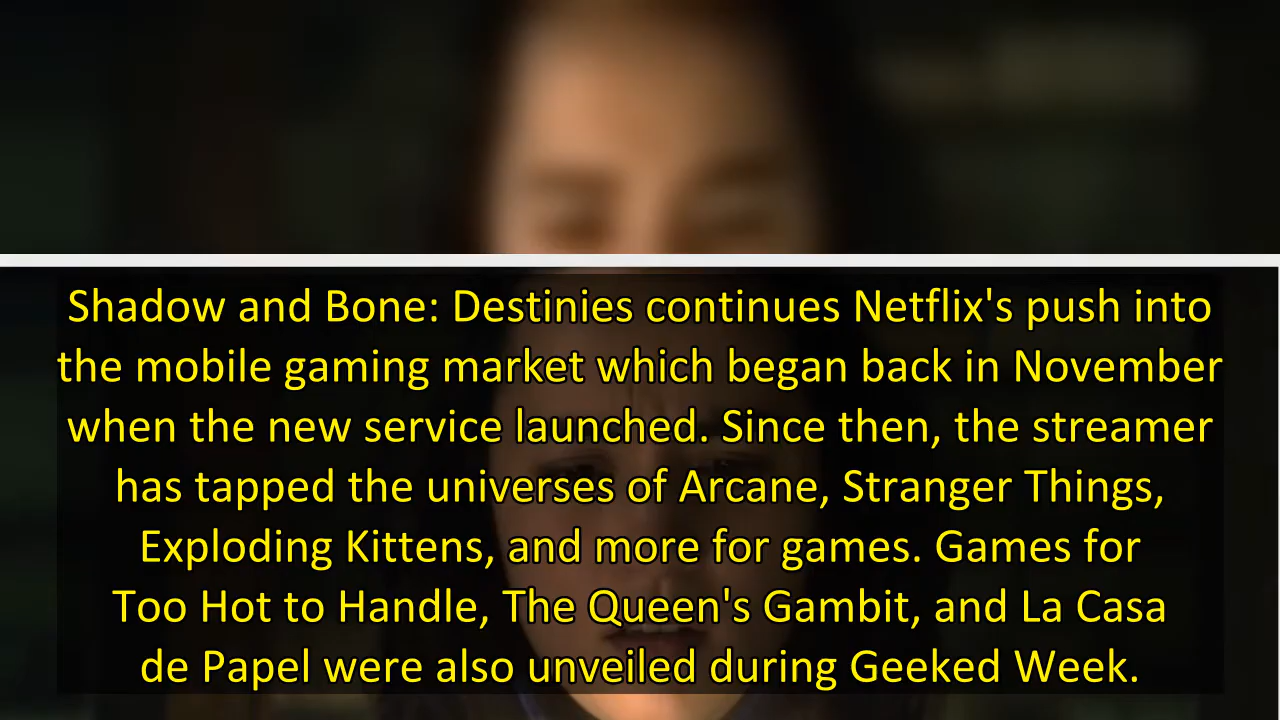 Shadow and Bone: Destinies continues Netflix's push into
the mobile gaming market which began back in November
when the new service launched. Since then, the streamer
has tapped the universes of Arcane, Stranger Things,
Exploding Kittens, and more for games. Games for
Too Hot to Handle, The Queen's Gambit, and La Casa
de Papel were also unveiled during Geeked Week.